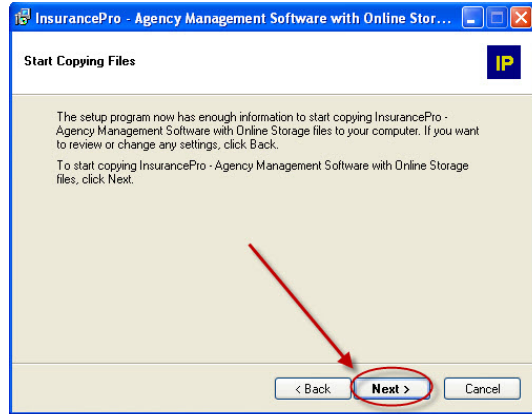 InsurancePro - Agency Management Software with Online Stor...
Start Copying Files
IP
The setup program now has enough information to start copying InsurancePro -
Agency Management Software with Online Storage files to your computer. If you want
to review or change any settings, click Back.
To start copying InsurancePro - Agency Management Software with Online Storage
files, click Next.
< Back Next > Cancel